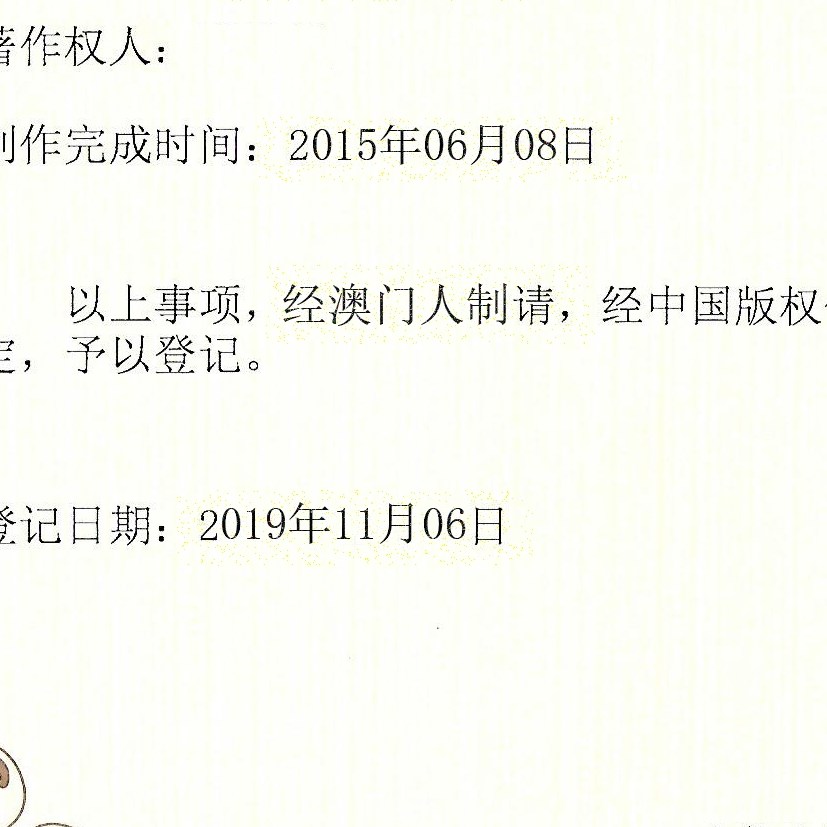 著作权人：
制作完成时间：2015年06月08日
以上事项，经澳门人制请，经中国版权
定，予以登记。
登记日期：2019年11月06日